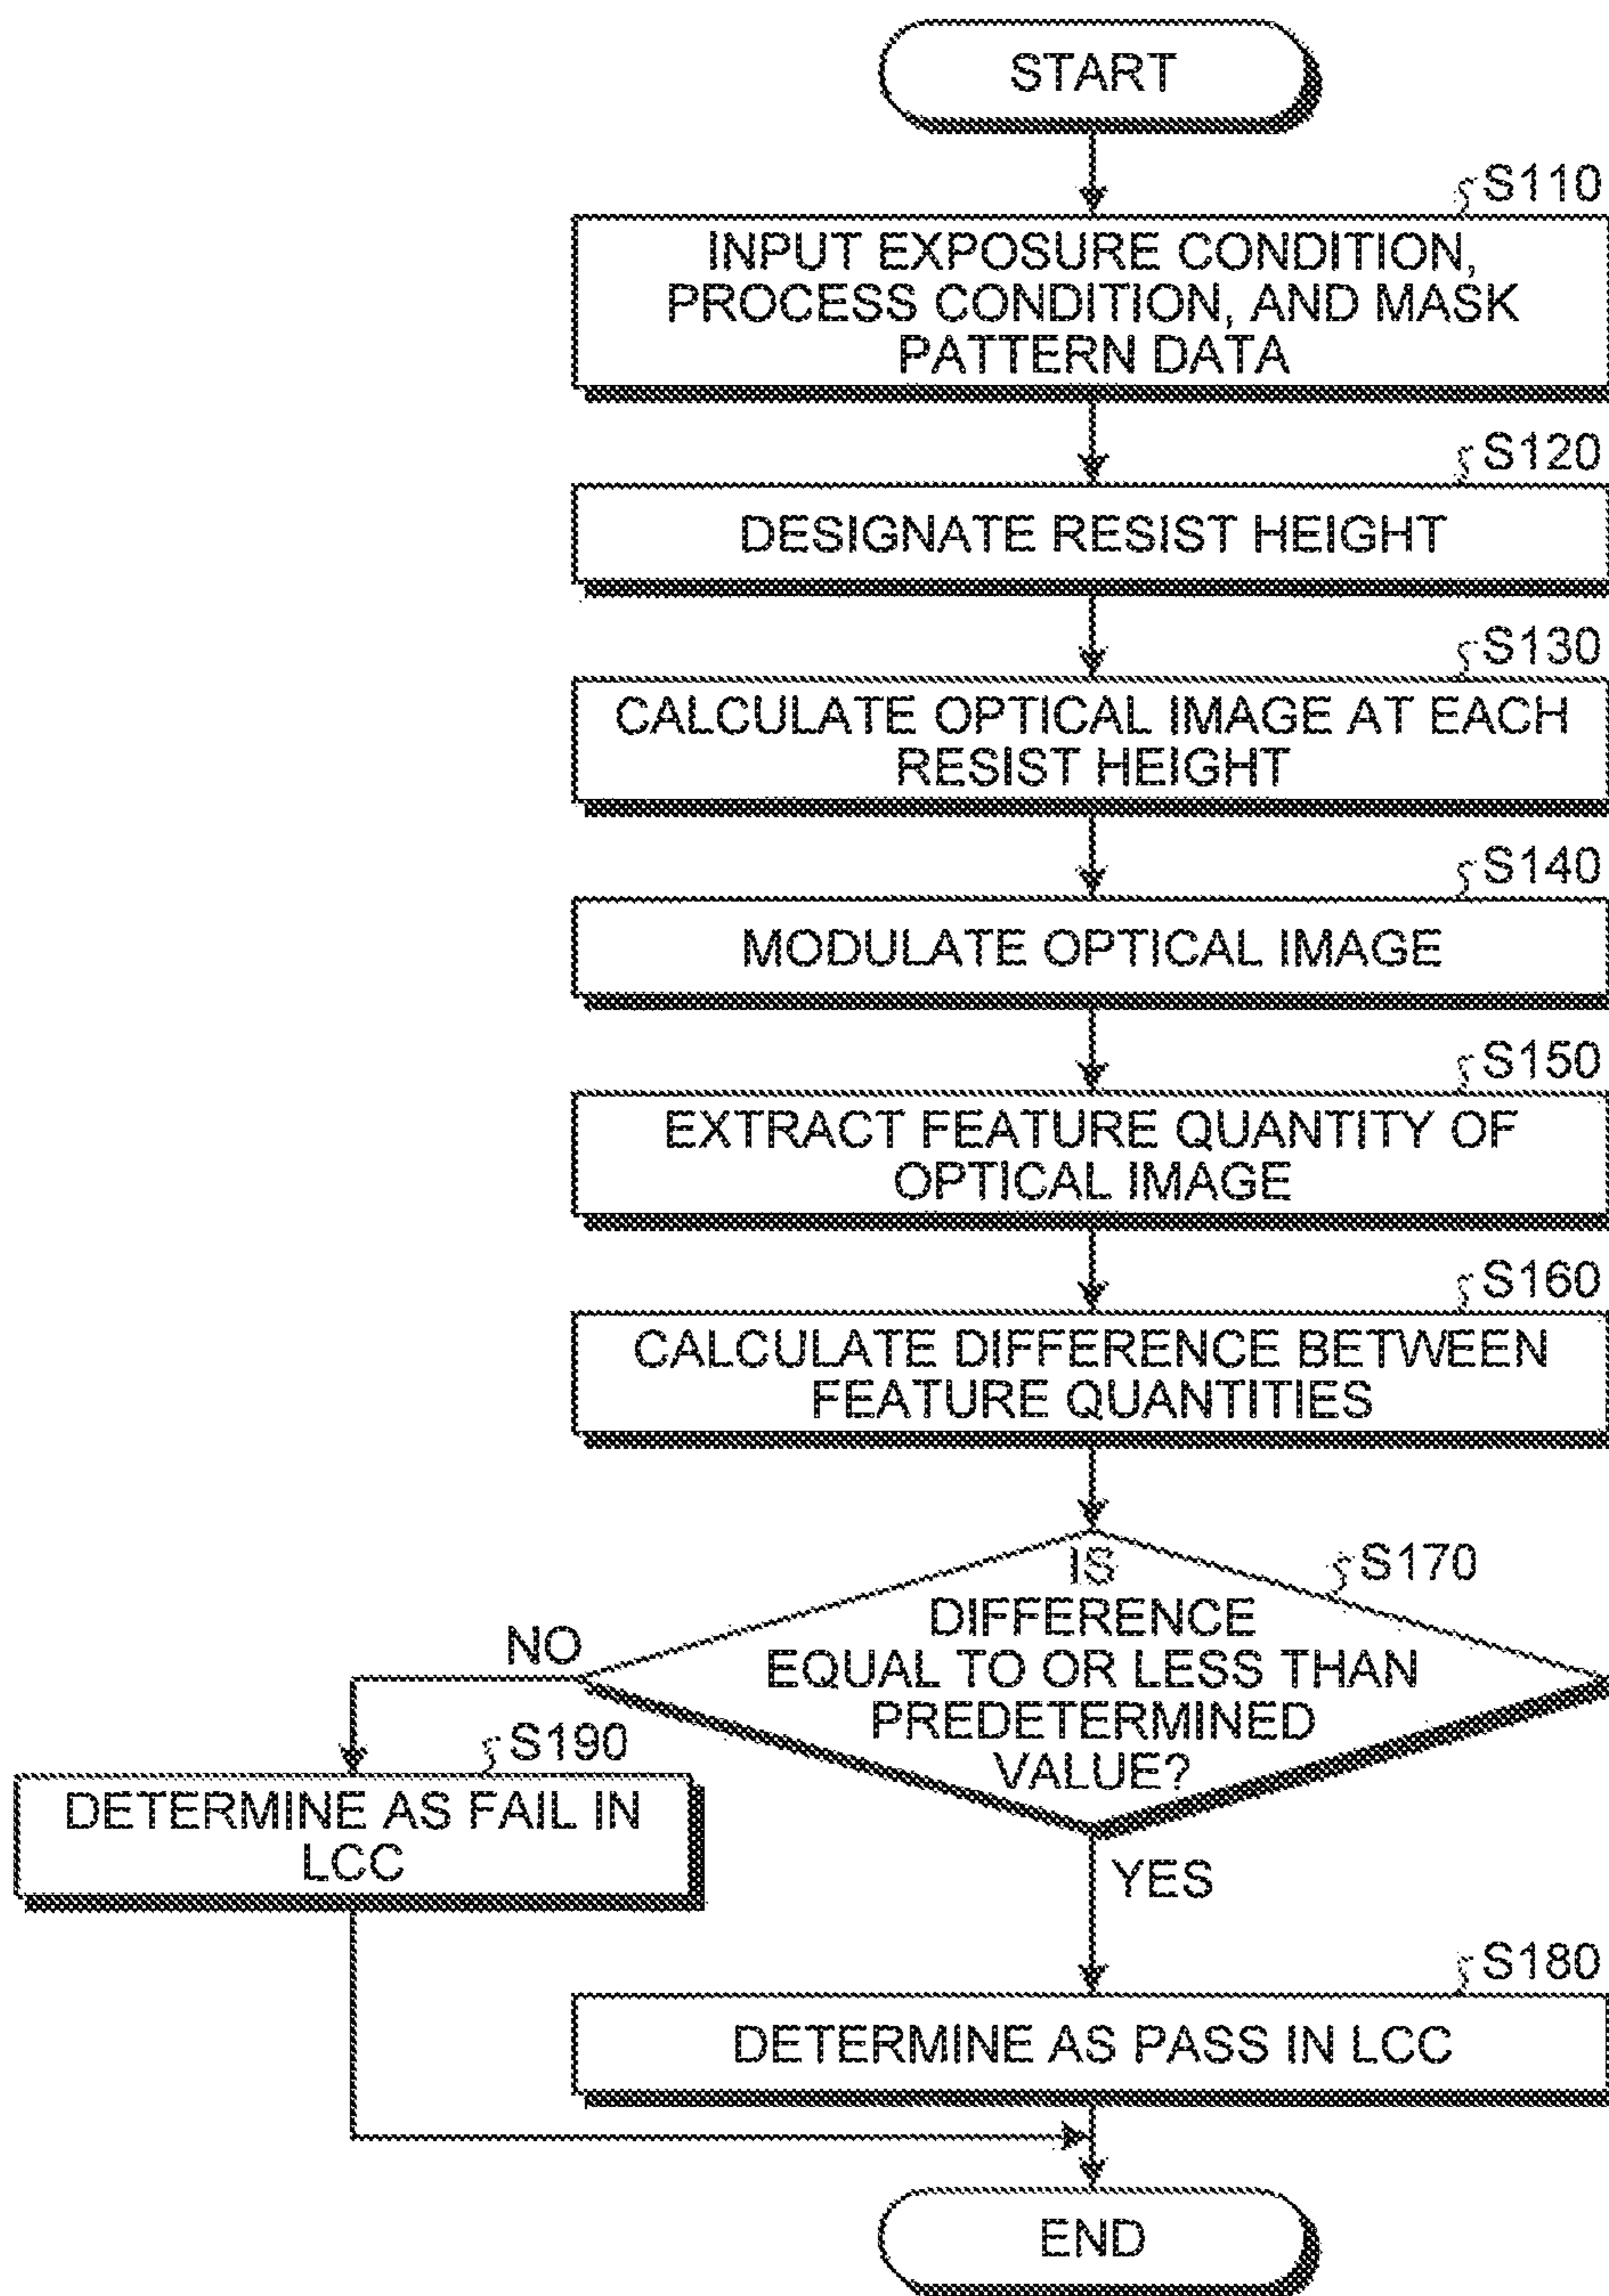 START
S110
INPUT EXPOSURE CONDITION,
PROCESS CONDITION, AND MASK
PATTERN DATA
S120
DESIGNATE RESIST HEIGHT
S130
CALCULATE OPTICAL IMAGE AT EACH
RESIST HEIGHT
S140
MODULATE OPTICAL IMAGE
S150
EXTRACT FEATURE QUANTITY OF
OPTICAL IMAGE
S160
CALCULATE DIFFERENCE BETWEEN
FEATURE QUANTITIES
S170
IS
DIFFERENCE
EQUAL TO OR LESS THAN
PREDETERMINED
VALUE?
NO
S190
DETERMINE AS FAIL IN
LCC
YES
S180
DETERMINE AS PASS IN LCC
END